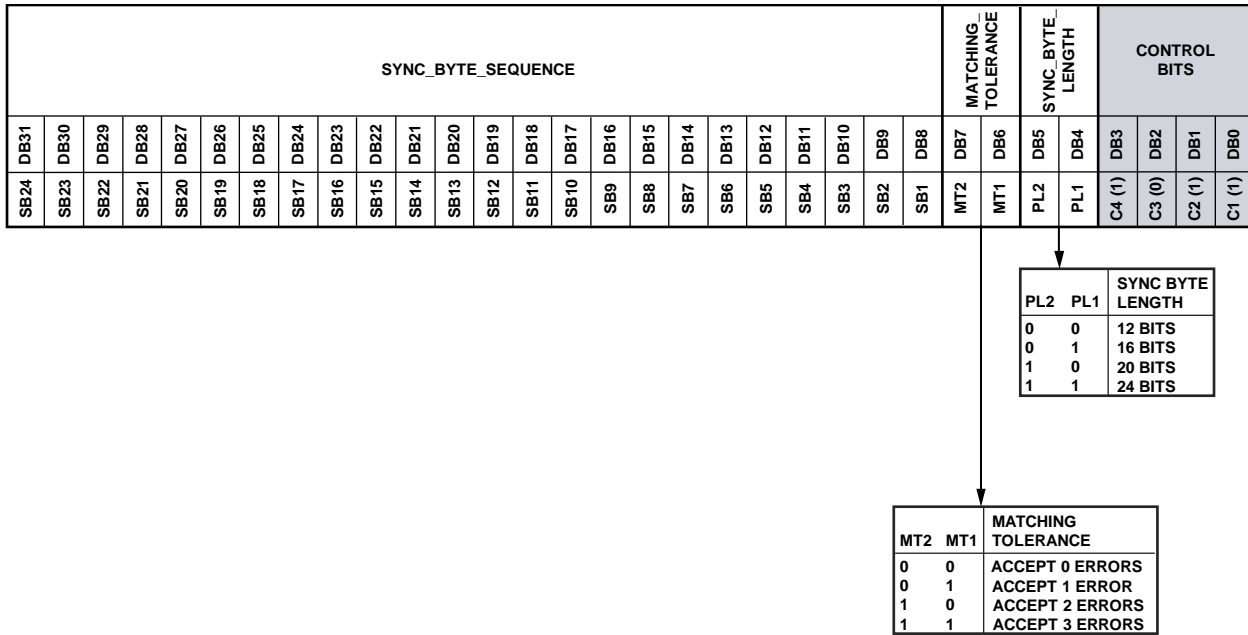 SYNC_BYTE_SEQUENCE
MATCHING_
TOLERANCE
SYNC_BYTE_
LENGTH
CONTROL
BITS
DB31 DB30 DB29 DB28 DB27 DB26 DB25 DB24 DB23 DB22 DB21 DB20 DB19 DB18 DB17 DB16 DB15 DB14 DB13 DB12 DB11 DB10 DB9 DB8 DB7 DB6 DB5 DB4 DB3 DB2 DB1 DB0
SB24 SB23 SB22 SB21 SB20 SB19 SB18 SB17 SB16 SB15 SB14 SB13 SB12 SB11 SB10 SB9 SB8 SB7 SB6 SB5 SB4 SB3 SB2 SB1 MT2 MT1 PL2 PL1 C4 (1) C3 (0) C2 (1) C1 (1)
SYNC BYTE
PL2 PL1 LENGTH
0 0 12 BITS
0 1 16 BITS
1 0 20 BITS
1 1 24 BITS
MATCHING
MT2 MT1 TOLERANCE
0 0 ACCEPT 0 ERRORS
0 1 ACCEPT 1 ERROR
1 0 ACCEPT 2 ERRORS
1 1 ACCEPT 3 ERRORS